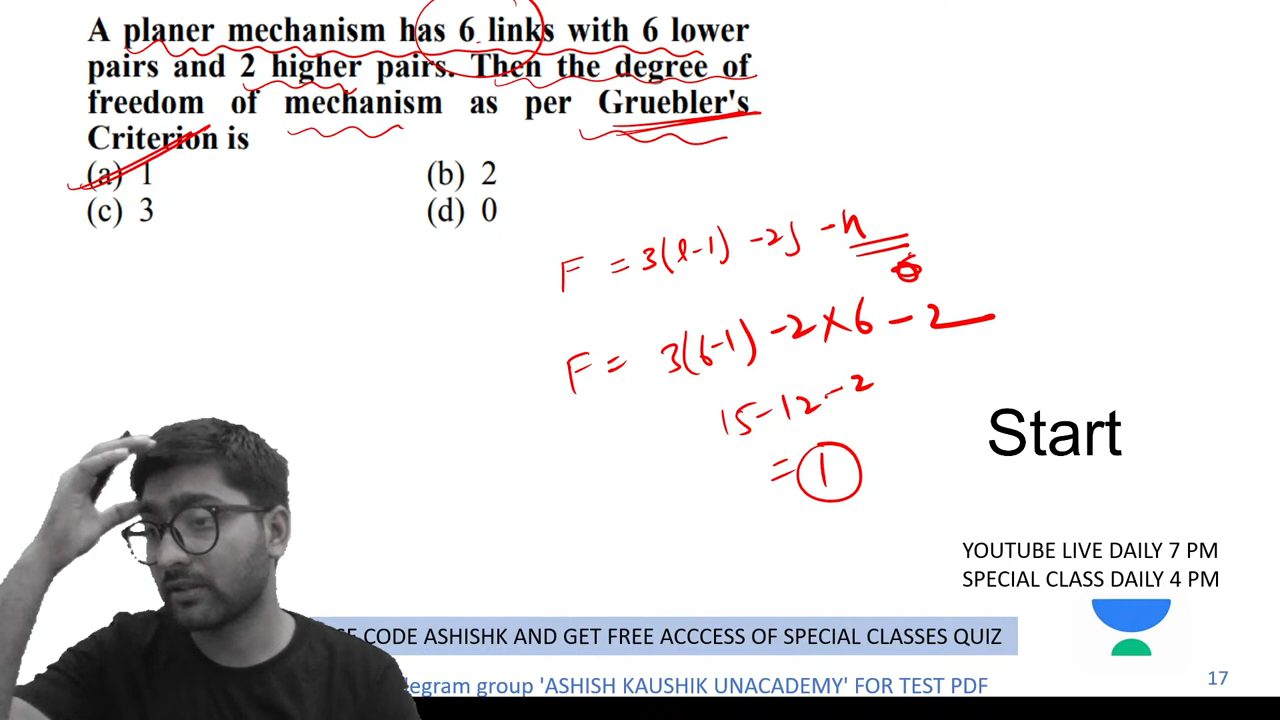 A planer mechanism has 6 links with 6 lower
pairs and 2 higher pairs. Then the degree of
freedom of mechanism as per Gruebler's
Criterion is
(a) 1
(b) 2
(c) 3
(d) 0
F = 3(l-1) -2j -h
F = 3(6-1) -2×6 -2
15-12-2
= 1
Start
YOUTUBE LIVE DAILY 7 PM
SPECIAL CLASS DAILY 4 PM
CODE ASHISHK AND GET FREE ACCCESS OF SPECIAL CLASSES QUIZ
group 'ASHISH KAUSHIK UNACADEMY' FOR TEST PDF
17